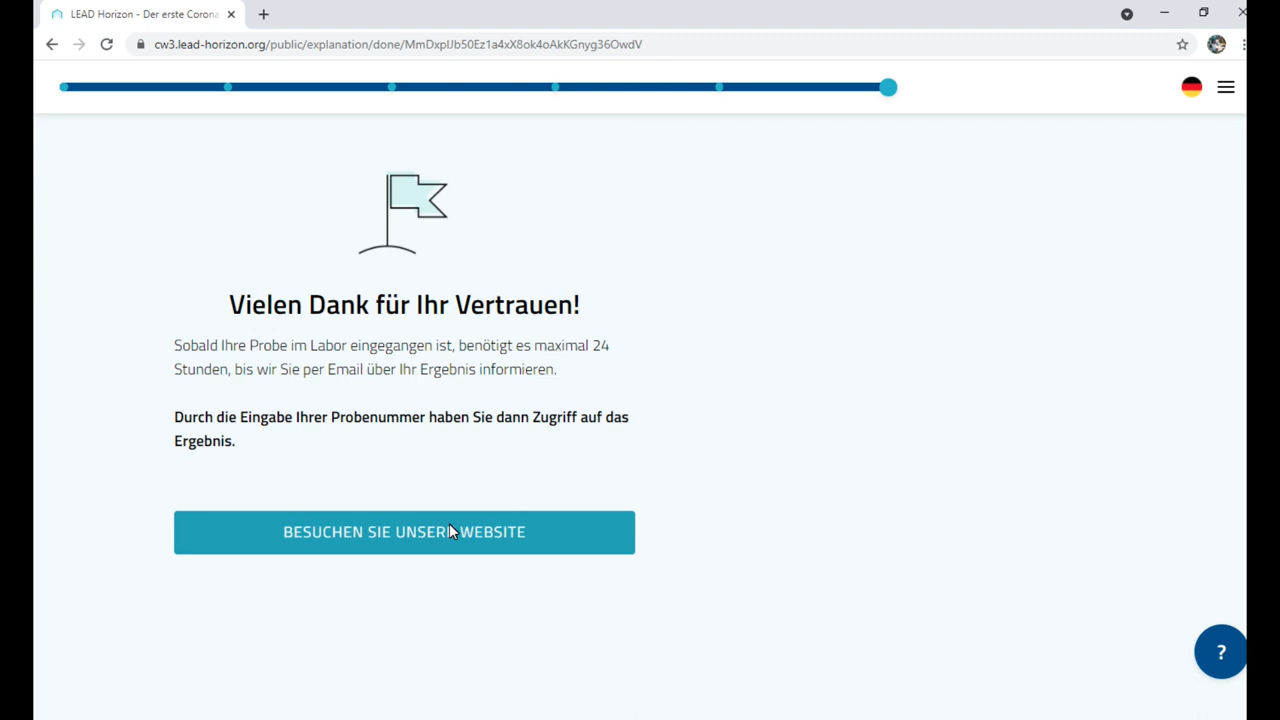 LEAD Horizon - Der erste Corona
cw3.lead-horizon.org/public/explanation/done/MmDxplJb50Ez1a4xX8ok4oAkKGnyg36OwdV
Vielen Dank für Ihr Vertrauen!
Sobald Ihre Probe im Labor eingegangen ist, benötigt es maximal 24
Stunden, bis wir Sie per Email über Ihr Ergebnis informieren.
Durch die Eingabe Ihrer Probenummer haben Sie dann Zugriff auf das
Ergebnis.
BESUCHEN SIE UNSERE WEBSITE
?